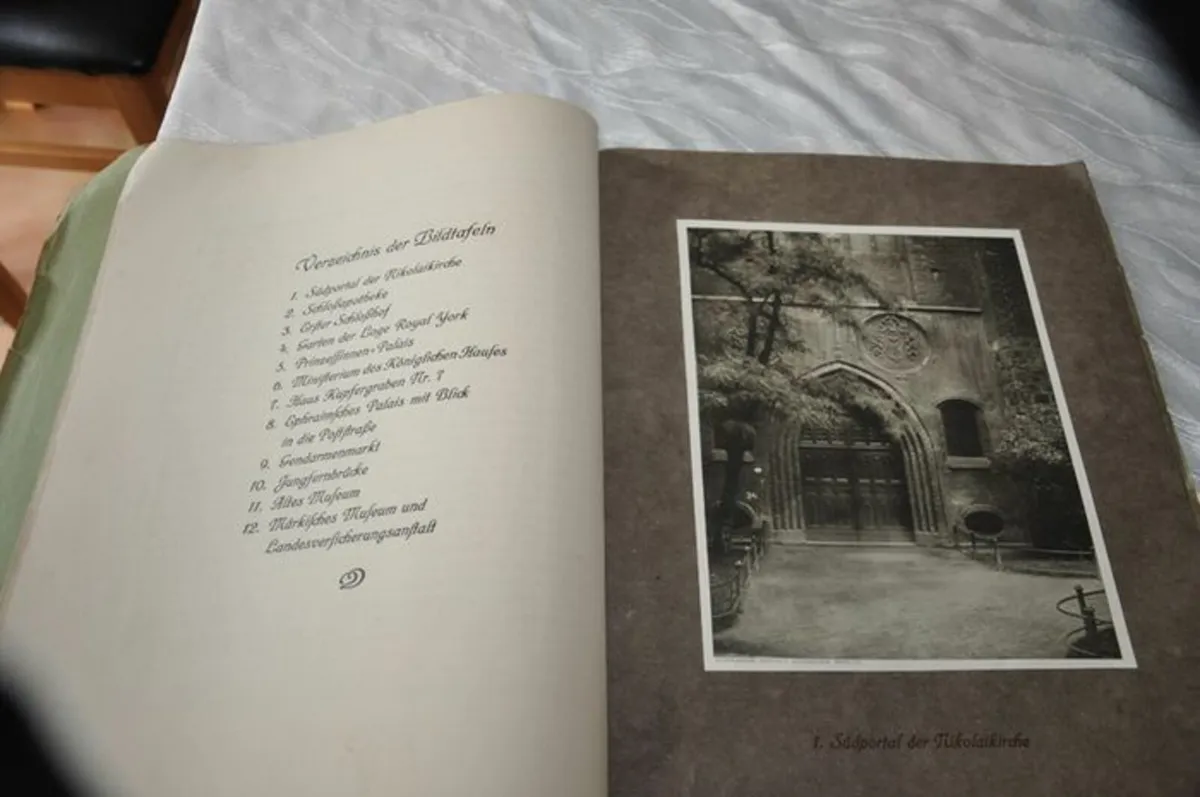 Verzeichnis der Bildtafeln
1. Südportal der Nikolaikirche
2. Schloßapotheke
3. Erſter Schloßhof
4. Garten der Loge Royal York
5. Prinzeſſinnen-Palais
6. Miniſterium des Königlichen Hauſes
7. Haus Kupfergraben Nr. 7
8. Ephraimſches Palais mit Blick
in die Poſtſtraße
9. Gendarmenmarkt
10. Jungfernbrücke
11. Altes Muſeum
12. Märkiſches Muſeum und
Landesverſicherungsanſtalt
1. Südportal der Nikolaikirche